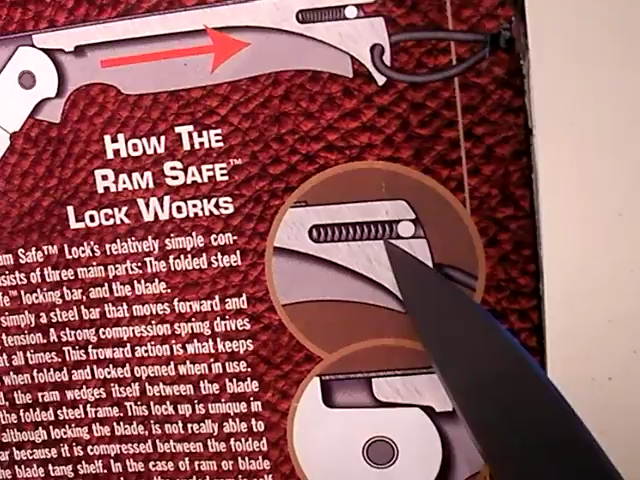 HOW THE
RAM SAFE™
LOCK WORKS
am Safe™ Lock's relatively simple con-
sists of three main parts: The folded steel
fe™ locking bar, and the blade.
simply a steel bar that moves forward and
tension. A strong compression spring drives
at all times. This froward action is what keeps
when folded and locked opened when in use.
d, the ram wedges itself between the blade
the folded steel frame. This lock up is unique in
although locking the blade, is not really able to
ar because it is compressed between the folded
he blade tang shelf. In the case of ram or blade